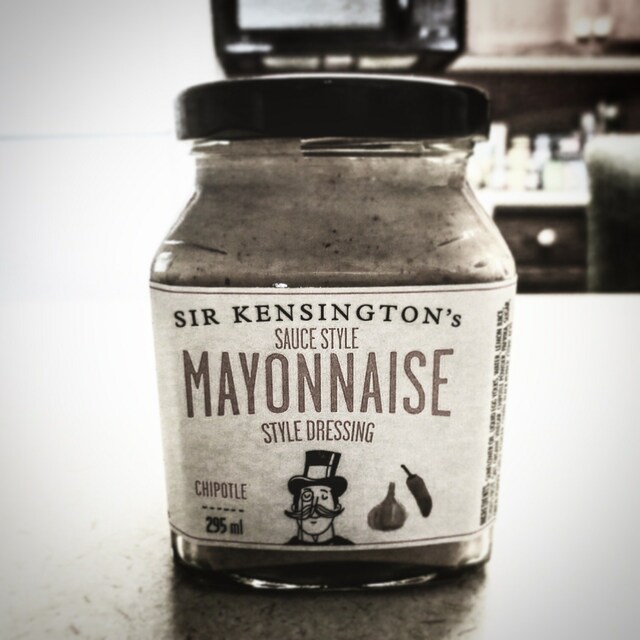 SIR KENSINGTON's
SAUCE STYLE
MAYONNAISE
STYLE DRESSING
CHIPOTLE
295 ml